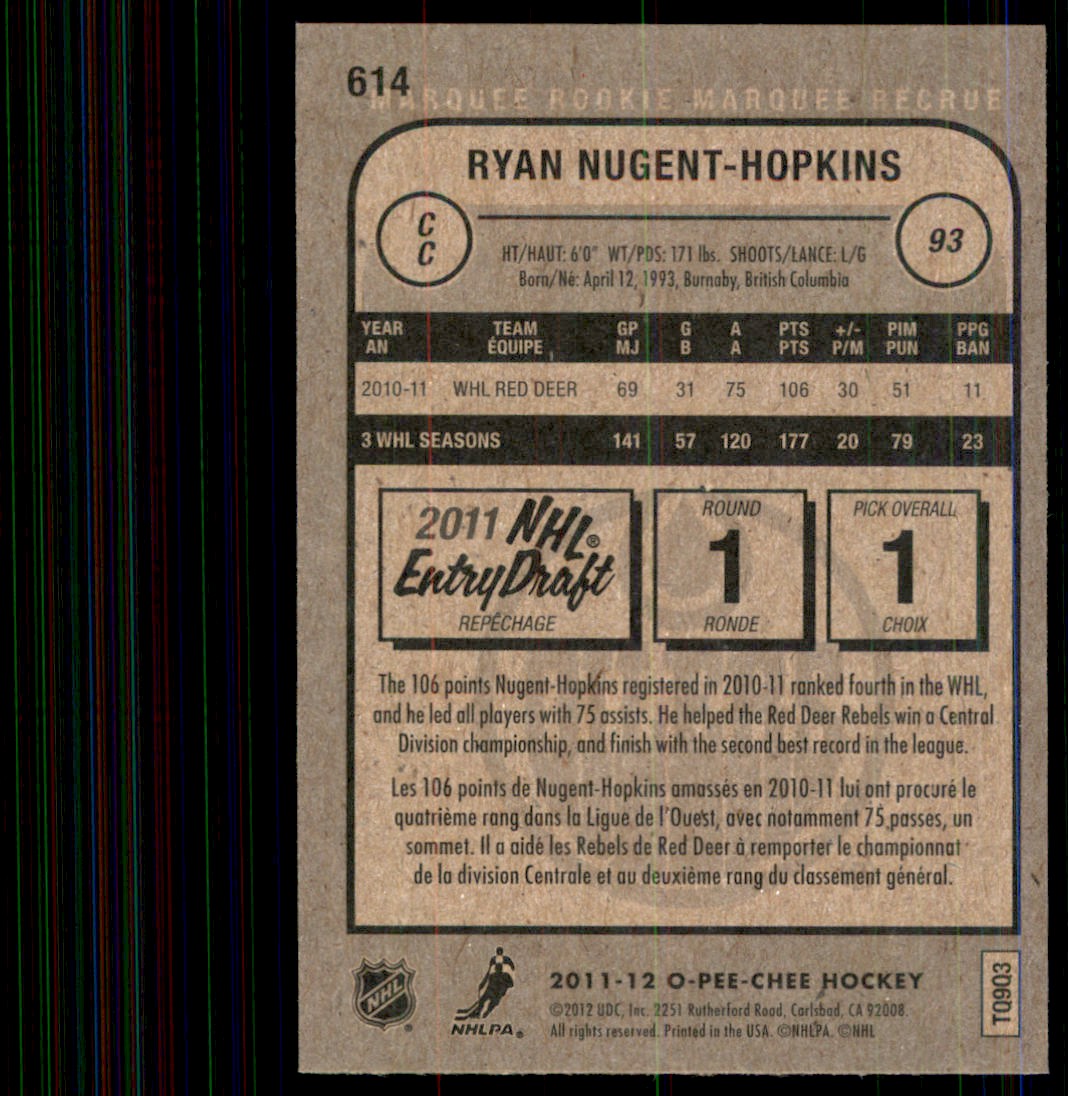 614
MARQUEE ROOKIE - MARQUEE RECRUE
RYAN NUGENT-HOPKINS
C
C
93
HT/HAUT: 6'0" WT/PDS: 171 lbs. SHOOTS/LANCE: L/G
Born/Né: April 12, 1993, Burnaby, British Columbia
YEAR TEAM GP G A PTS +/- PIM PPG
AN ÉQUIPE MJ B A PTS P/M PUN BAN
2010-11 WHL RED DEER 69 31 75 106 30 51 11
3 WHL SEASONS 141 57 120 177 20 79 23
2011 NHL®
Entry Draft
REPÊCHAGE
ROUND
1
RONDE
PICK OVERALL
1
CHOIX
The 106 points Nugent-Hopkins registered in 2010-11 ranked fourth in the WHL,
and he led all players with 75 assists. He helped the Red Deer Rebels win a Central
Division championship, and finish with the second best record in the league.
Les 106 points de Nugent-Hopkins amassés en 2010-11 lui ont procuré le
quatrième rang dans la Ligue de l'Ouest, avec notamment 75 passes, un
sommet. Il a aidé les Rebels de Red Deer à remporter le championnat
de la division Centrale et au deuxième rang du classement général.
NHL®
NHLPA®
2011-12 O-PEE-CHEE HOCKEY
©2012 UDC, Inc. 2251 Rutherford Road, Carlsbad, CA 92008.
All rights reserved. Printed in the USA. ©NHLPA. ©NHL
TQ9Q3